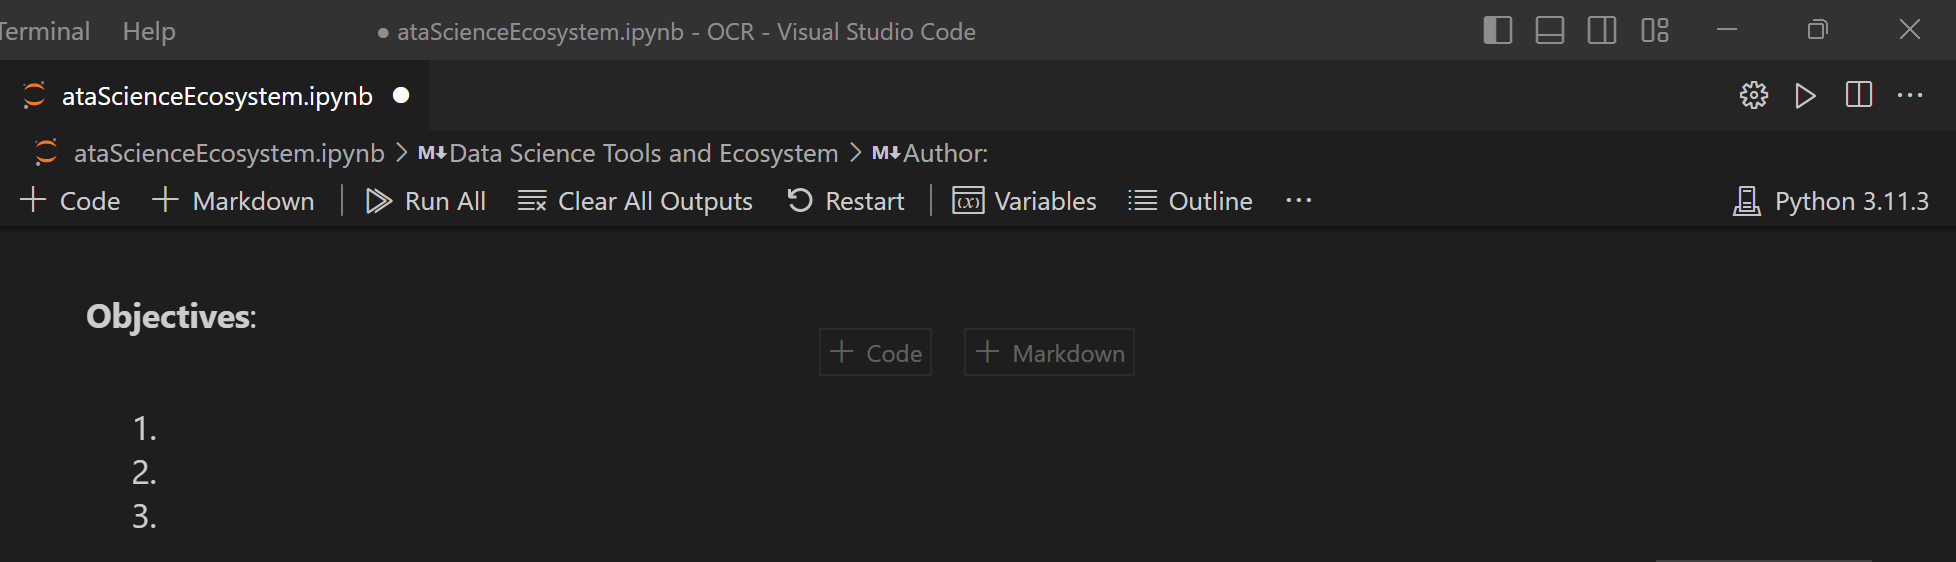 Terminal Help ● ataScienceEcosystem.ipynb - OCR - Visual Studio Code
ataScienceEcosystem.ipynb ●
ataScienceEcosystem.ipynb > M↓Data Science Tools and Ecosystem > M↓Author:
+ Code + Markdown | Run All Clear All Outputs Restart | (x) Variables Outline ··· Python 3.11.3
Objectives:
+ Code + Markdown
1.
2.
3.